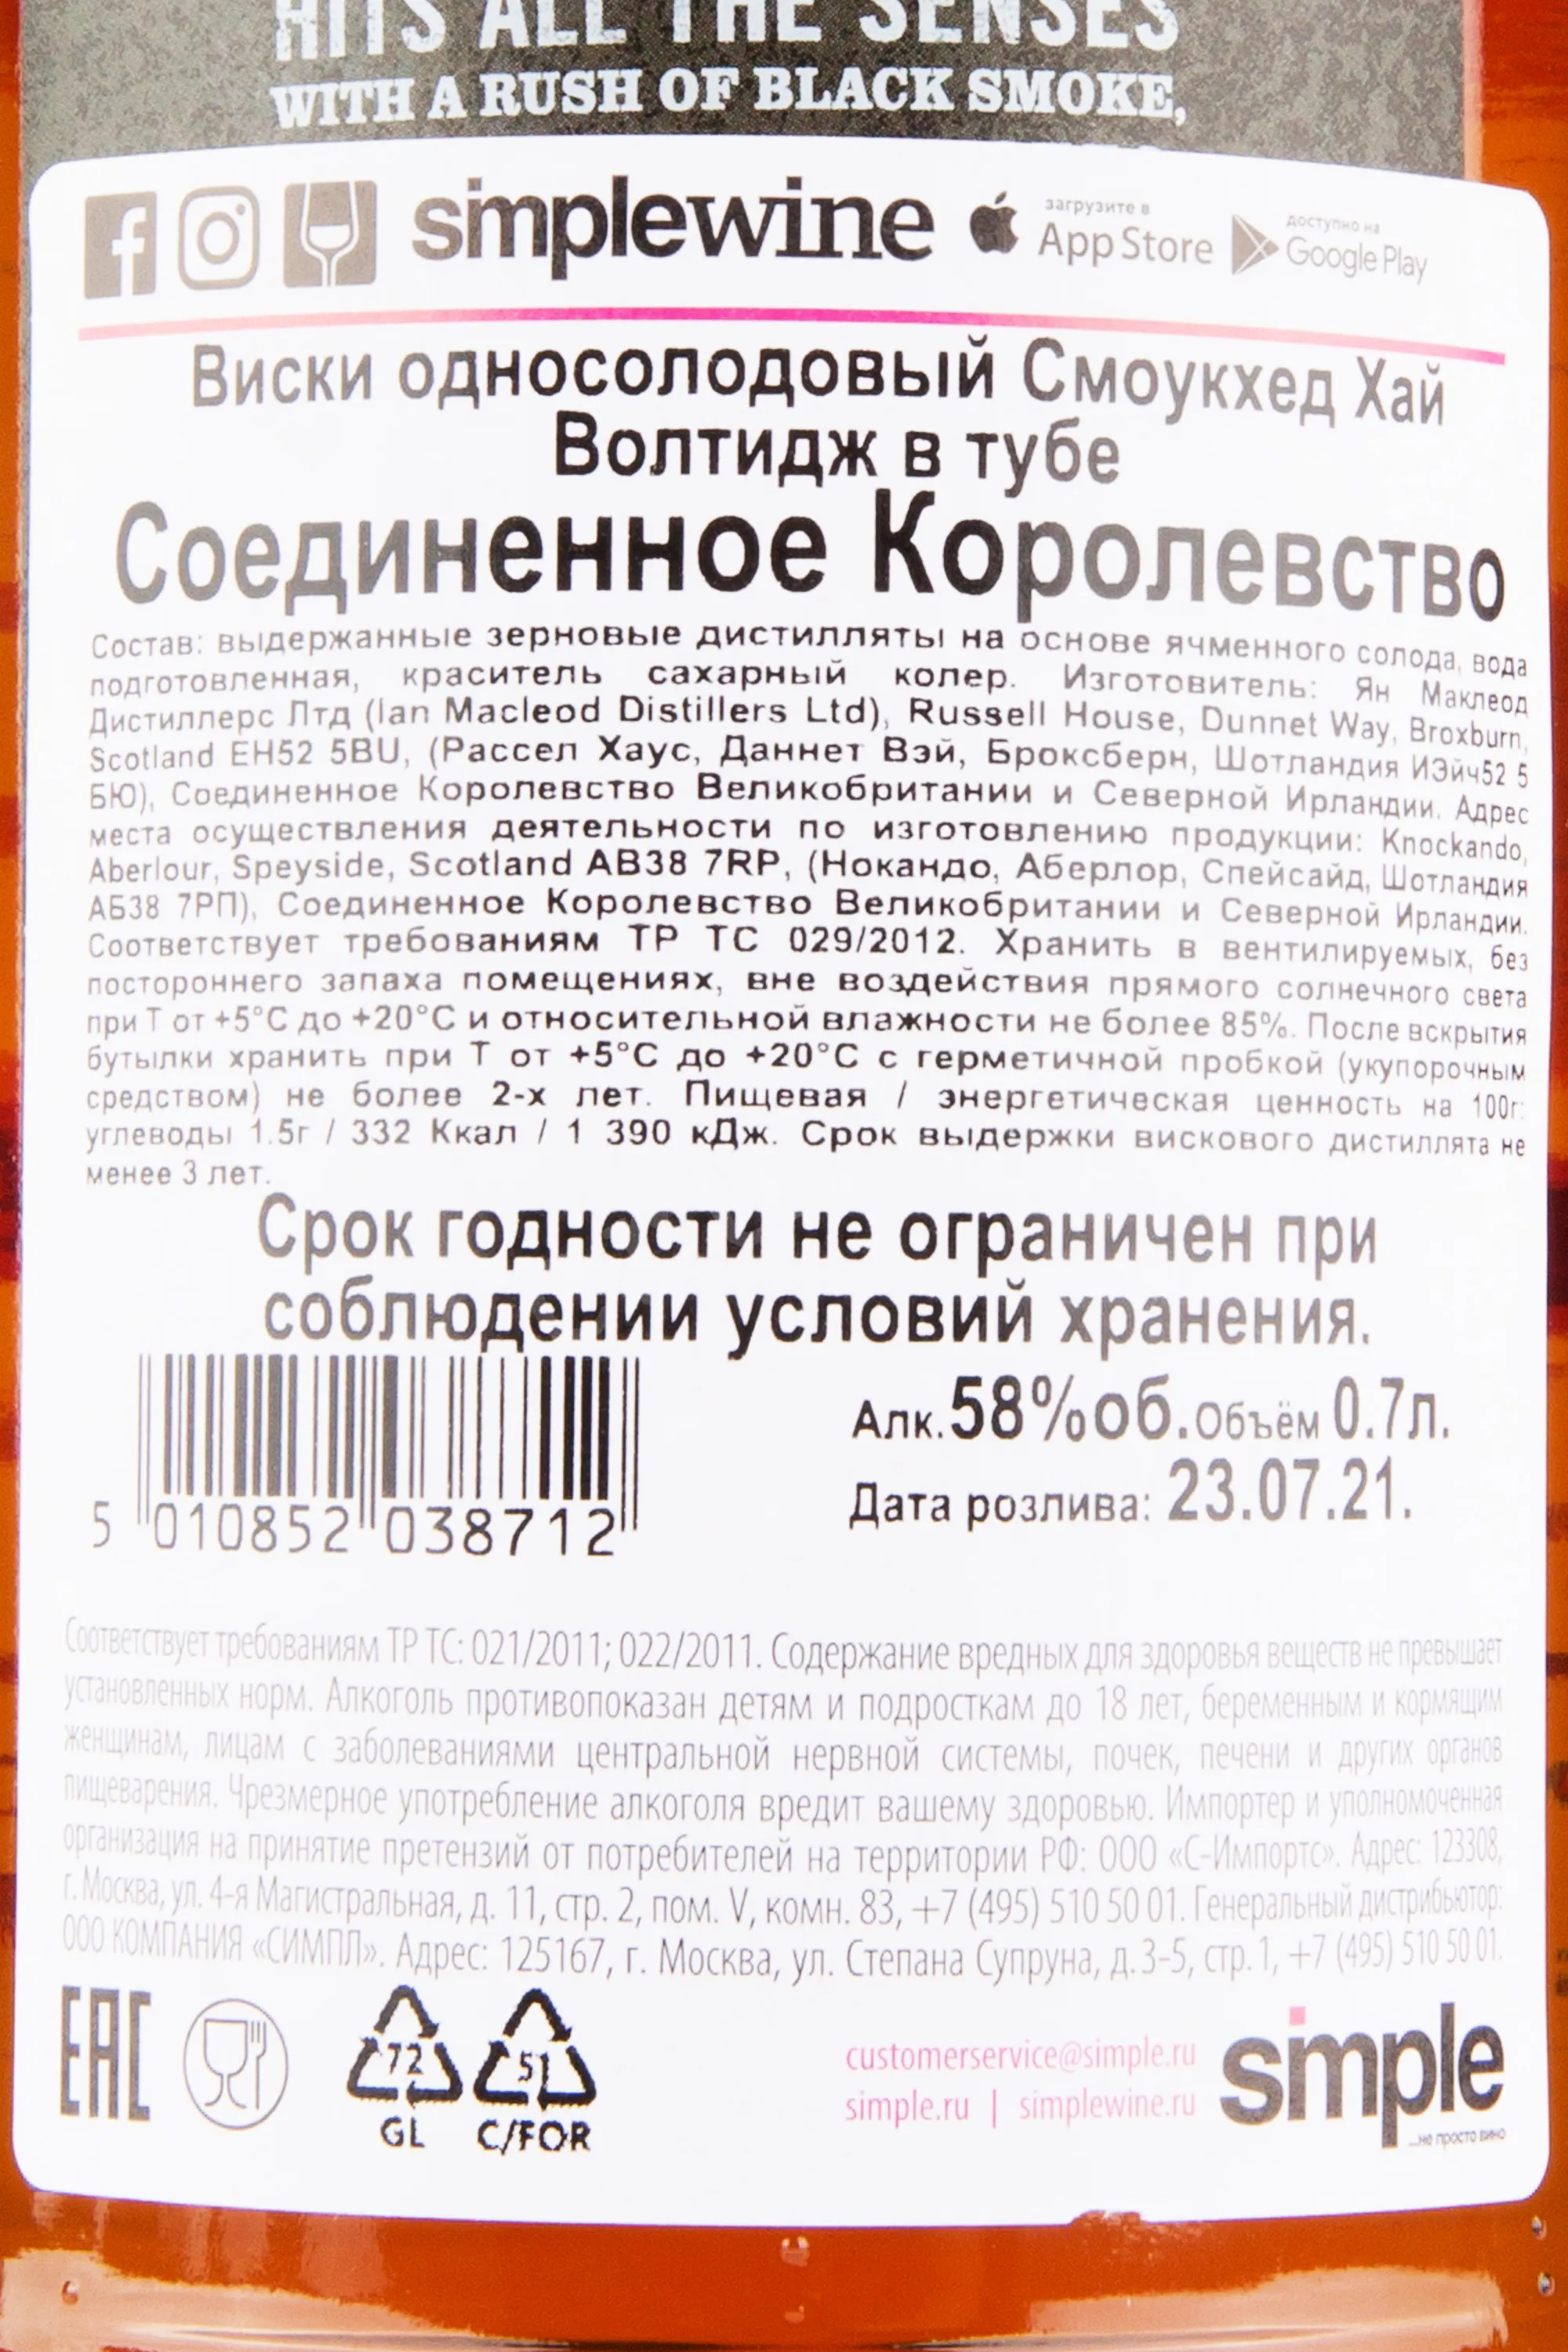 HITS ALL THE SENSES
WITH A RUSH OF BLACK SMOKE,
simplewine
загрузите в
App Store
доступно на
Google Play
Виски односолодовый Смоукхед Хай
Волтидж в тубе
Соединенное Королевство
Состав: выдержанные зерновые дистилляты на основе ячменного солода, вода
подготовленная, краситель сахарный колер. Изготовитель: Ян Маклеод
Дистиллерс Лтд (Ian Macleod Distillers Ltd), Russell House, Dunnet Way, Broxburn,
Scotland EH52 5BU, (Рассел Хаус, Даннет Вэй, Броксберн, Шотландия ИЭйч52 5
БЮ), Соединенное Королевство Великобритании и Северной Ирландии. Адрес
места осуществления деятельности по изготовлению продукции: Knockando,
Aberlour, Speyside, Scotland AB38 7RP, (Нокандо, Аберлор, Спейсайд, Шотландия
АБ38 7РП), Соединенное Королевство Великобритании и Северной Ирландии.
Соответствует требованиям ТР ТС 029/2012. Хранить в вентилируемых, без
постороннего запаха помещениях, вне воздействия прямого солнечного света
при Т от +5°С до +20°С и относительной влажности не более 85%. После вскрытия
бутылки хранить при Т от +5°С до +20°С с герметичной пробкой (укупорочным
средством) не более 2-х лет. Пищевая / энергетическая ценность на 100г:
углеводы 1.5г / 332 Ккал / 1 390 кДж. Срок выдержки вискового дистиллята не
менее 3 лет.
Срок годности не ограничен при
соблюдении условий хранения.
Алк.58%об.Объём 0.7л.
Дата розлива: 23.07.21.
5 010852 038712
Соответствует требованиям ТР ТС: 021/2011; 022/2011. Содержание вредных для здоровья веществ не превышает
установленных норм. Алкоголь противопоказан детям и подросткам до 18 лет, беременным и кормящим
женщинам, лицам с заболеваниями центральной нервной системы, почек, печени и других органов
пищеварения. Чрезмерное употребление алкоголя вредит вашему здоровью. Импортер и уполномоченная
организация на принятие претензий от потребителей на территории РФ: ООО «С-Импортс». Адрес: 123308,
г. Москва, ул. 4-я Магистральная, д. 11, стр. 2, пом. V, комн. 83, +7 (495) 510 50 01. Генеральный дистрибьютор:
ООО КОМПАНИЯ «СИМПЛ». Адрес: 125167, г. Москва, ул. Степана Супруна, д.3-5, стр.1, +7 (495) 510 50 01.
EAC
72
GL
51
C/FOR
customerservice@simple.ru
simple.ru | simplewine.ru
simple
...не просто вино